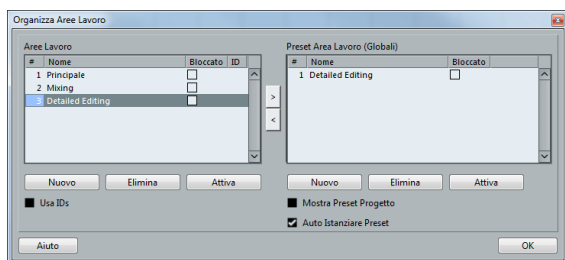 Organizza Aree Lavoro
Aree Lavoro
# Nome Bloccato ID
1 Principale
2 Mixing
3 Detailed Editing
Nuovo Elimina Attiva
Usa IDs
>
<
Preset Area Lavoro (Globali)
# Nome Bloccato
1 Detailed Editing
Nuovo Elimina Attiva
Mostra Preset Progetto
Auto Istanziare Preset
Aiuto
OK